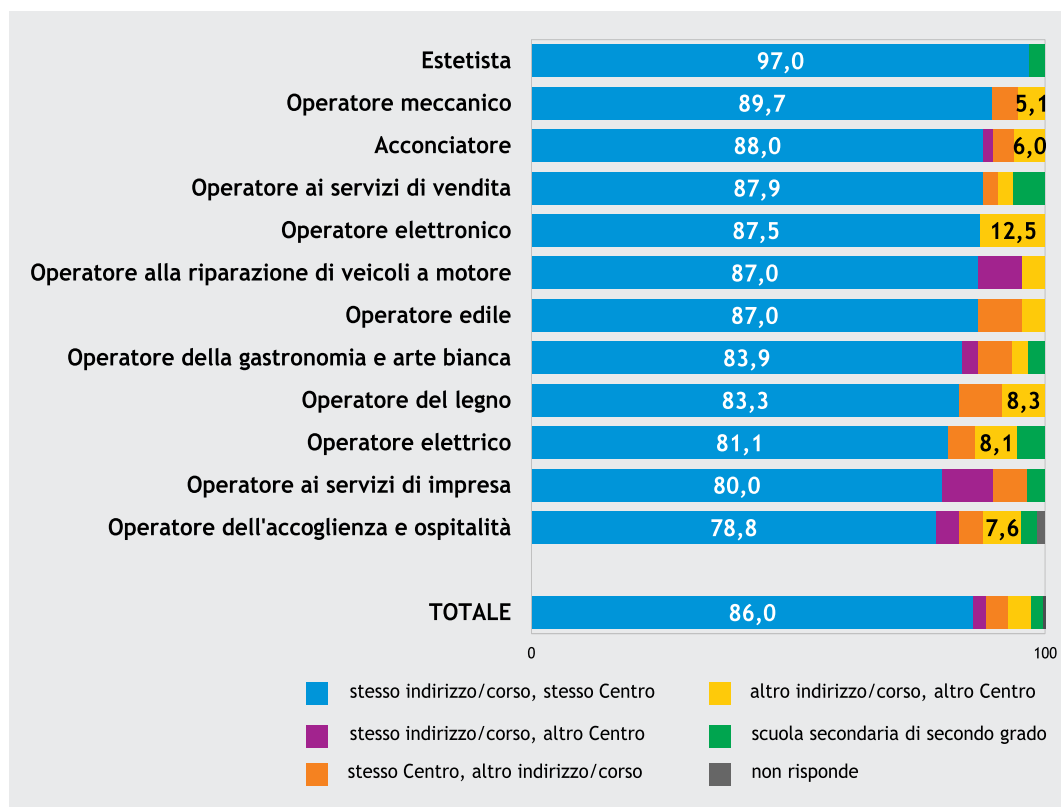 Estetista 97,0
Operatore meccanico 89,7 5,1
Acconciatore 88,0 6,0
Operatore ai servizi di vendita 87,9
Operatore elettronico 87,5 12,5
Operatore alla riparazione di veicoli a motore 87,0
Operatore edile 87,0
Operatore della gastronomia e arte bianca 83,9
Operatore del legno 83,3 8,3
Operatore elettrico 81,1 8,1
Operatore ai servizi di impresa 80,0
Operatore dell'accoglienza e ospitalità 78,8 7,6
TOTALE 86,0
0 100
stesso indirizzo/corso, stesso Centro
altro indirizzo/corso, altro Centro
stesso indirizzo/corso, altro Centro
scuola secondaria di secondo grado
stesso Centro, altro indirizzo/corso
non risponde